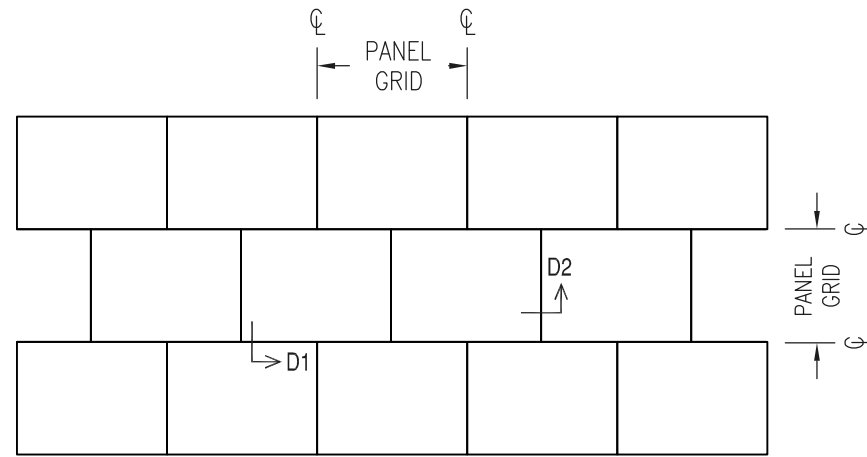 ℄ ℄
PANEL
GRID
D2
℄
PANEL
GRID
D1
℄